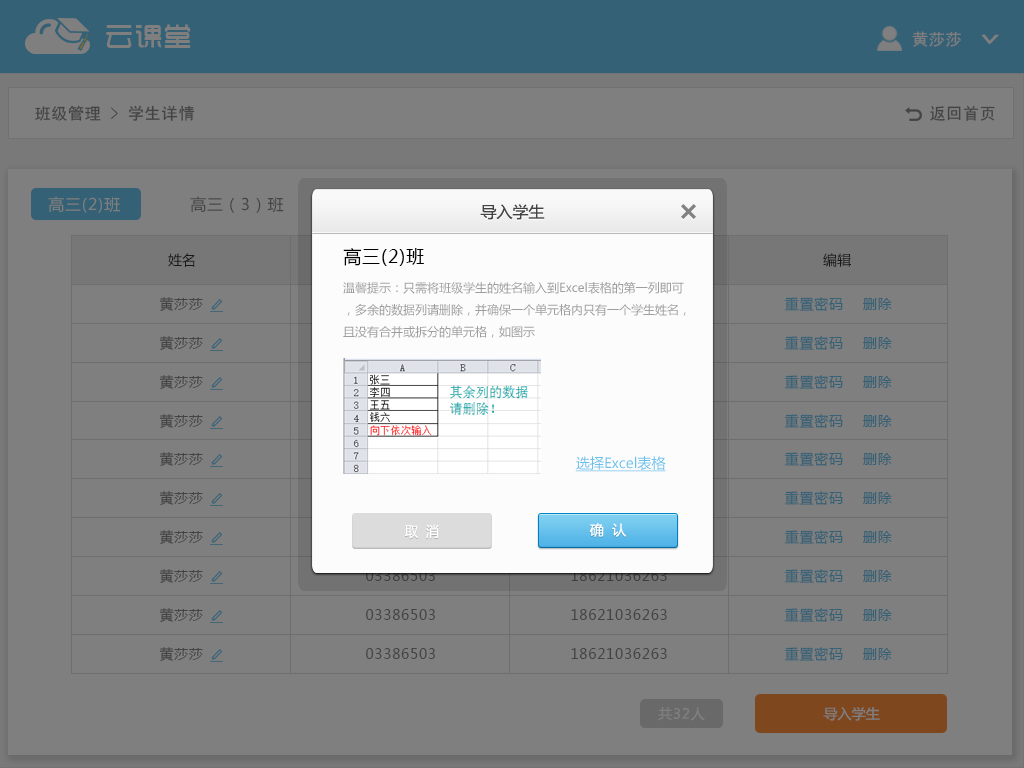 云课堂
黄莎莎
班级管理 > 学生详情
返回首页
高三(2)班
高三（3）班
姓名
编辑
导入学生
高三(2)班
温馨提示：只需将班级学生的姓名输入到Excel表格的第一列即可
，多余的数据列请删除，并确保一个单元格内只有一个学生姓名，
且没有合并或拆分的单元格，如图示
A B C
1 张三
2 李四
3 王五
4 钱六
5 向下依次输入
6
7
8
其余列的数据
请删除！
选择Excel表格
取 消
确 认
黄莎莎 重置密码 删除
黄莎莎 重置密码 删除
黄莎莎 重置密码 删除
黄莎莎 重置密码 删除
黄莎莎 重置密码 删除
黄莎莎 重置密码 删除
黄莎莎 重置密码 删除
黄莎莎 03386503 18621036263 重置密码 删除
黄莎莎 03386503 18621036263 重置密码 删除
黄莎莎 03386503 18621036263 重置密码 删除
共32人
导入学生